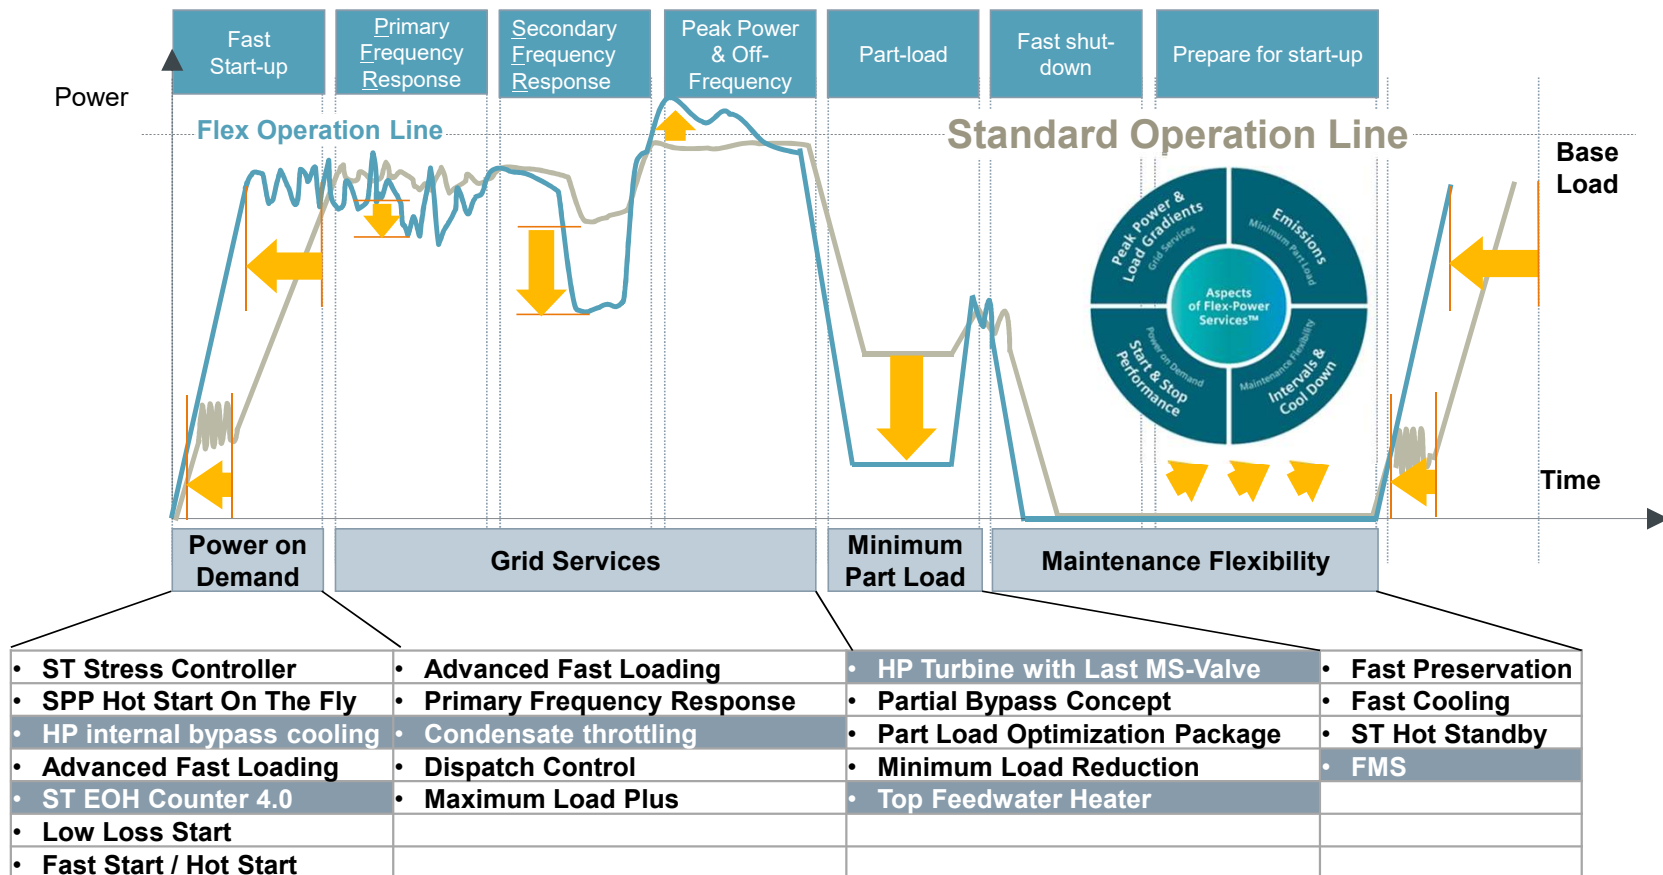 Fast
Start-up
Primary
Frequency
Response
Secondary
Frequency
Response
Peak Power
& Off-
Frequency
Part-load
Fast shut-
down
Prepare for start-up
Power
Flex Operation Line
Standard Operation Line
Base
Load
Peak Power &
Load Gradients
Grid Services
Emissions
Minimum Part Load
Aspects
of Flex-Power
Services™
Power on Demand
Start & Stop
Performance
Maintenance Flexibility
Intervals &
Cool Down
Time
Power on
Demand
Grid Services
Minimum
Part Load
Maintenance Flexibility
• ST Stress Controller
• SPP Hot Start On The Fly
• HP internal bypass cooling
• Advanced Fast Loading
• ST EOH Counter 4.0
• Low Loss Start
• Fast Start / Hot Start
• Advanced Fast Loading
• Primary Frequency Response
• Condensate throttling
• Dispatch Control
• Maximum Load Plus
• HP Turbine with Last MS-Valve
• Partial Bypass Concept
• Part Load Optimization Package
• Minimum Load Reduction
• Top Feedwater Heater
• Fast Preservation
• Fast Cooling
• ST Hot Standby
• FMS